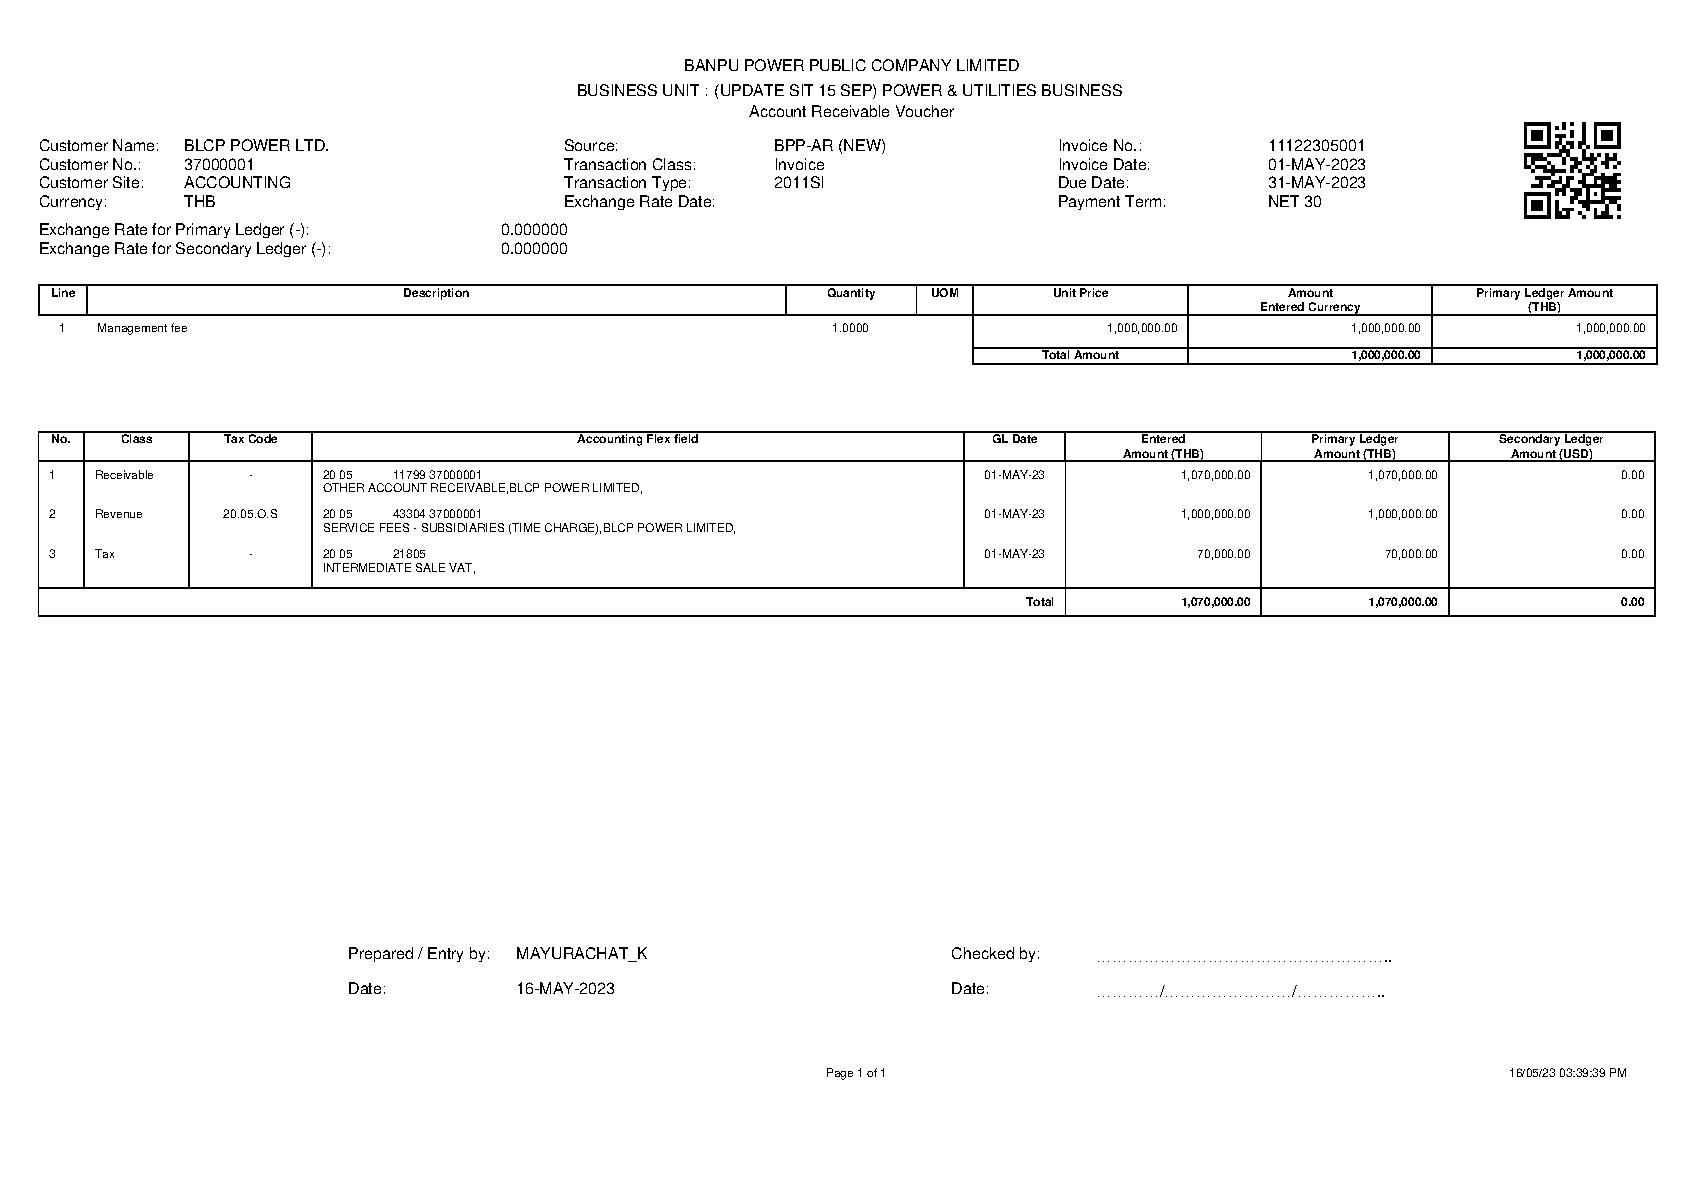 BANPU POWER PUBLIC COMPANY LIMITED
BUSINESS UNIT : (UPDATE SIT 15 SEP) POWER & UTILITIES BUSINESS
Account Receivable Voucher
Customer Name: BLCP POWER LTD. Source: BPP-AR (NEW) Invoice No.: 11122305001
Customer No.: 37000001 Transaction Class: Invoice Invoice Date: 01-MAY-2023
Customer Site: ACCOUNTING Transaction Type: 2011SI Due Date: 31-MAY-2023
Currency: THB Exchange Rate Date: Payment Term: NET 30
Exchange Rate for Primary Ledger (-): 0.000000
Exchange Rate for Secondary Ledger (-): 0.000000
Line Description Quantity UOM Unit Price Amount Primary Ledger Amount
Entered Currency (THB)
1 Management fee 1.0000 1,000,000.00 1,000,000.00 1,000,000.00
Total Amount 1,000,000.00 1,000,000.00
No. Class Tax Code Accounting Flex field GL Date Entered Primary Ledger Secondary Ledger
Amount (THB) Amount (THB) Amount (USD)
1 Receivable - 20 05 11799 37000001 01-MAY-23 1,070,000.00 1,070,000.00 0.00
OTHER ACCOUNT RECEIVABLE,BLCP POWER LIMITED,
2 Revenue 20.05.O.S 20 05 43304 37000001 01-MAY-23 1,000,000.00 1,000,000.00 0.00
SERVICE FEES - SUBSIDIARIES (TIME CHARGE),BLCP POWER LIMITED,
3 Tax - 20 05 21805 01-MAY-23 70,000.00 70,000.00 0.00
INTERMEDIATE SALE VAT,
Total 1,070,000.00 1,070,000.00 0.00
Prepared / Entry by: MAYURACHAT_K Checked by: ........................................................
Date: 16-MAY-2023 Date: ............/......................../.................
Page 1 of 1 16/05/23 03:39:39 PM